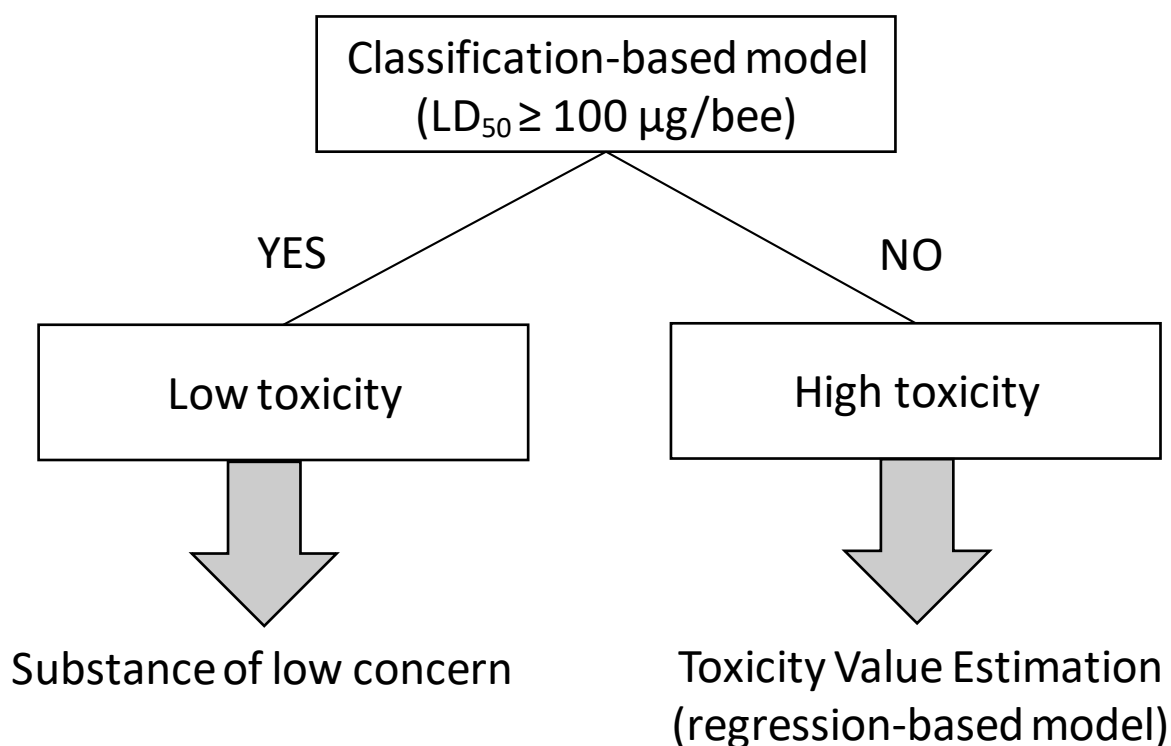 Classification-based model
(LD₅₀ ≥ 100 μg/bee)
YES
NO
Low toxicity
High toxicity
Substance of low concern
Toxicity Value Estimation
(regression-based model)